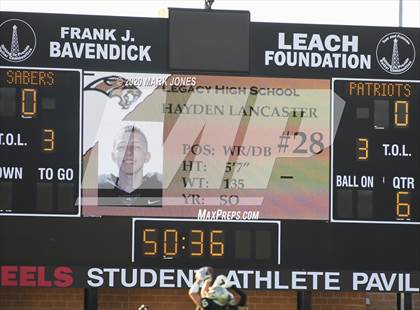 FRANK J.
BAVENDICK
LEACH
FOUNDATION
SABERS
0
T.O.L. 3
DOWN TO GO
2020 MARK JONES
LEGACY HIGH SCHOOL
HAYDEN LANCASTER
#28
POS: WR/DB
HT: 5'7"
WT: 135
YR: SO
MAXPREPS.COM
PATRIOTS
0
3 T.O.L.
BALL ON QTR
6
50:36
EELS STUDENT ATHLETE PAVIL